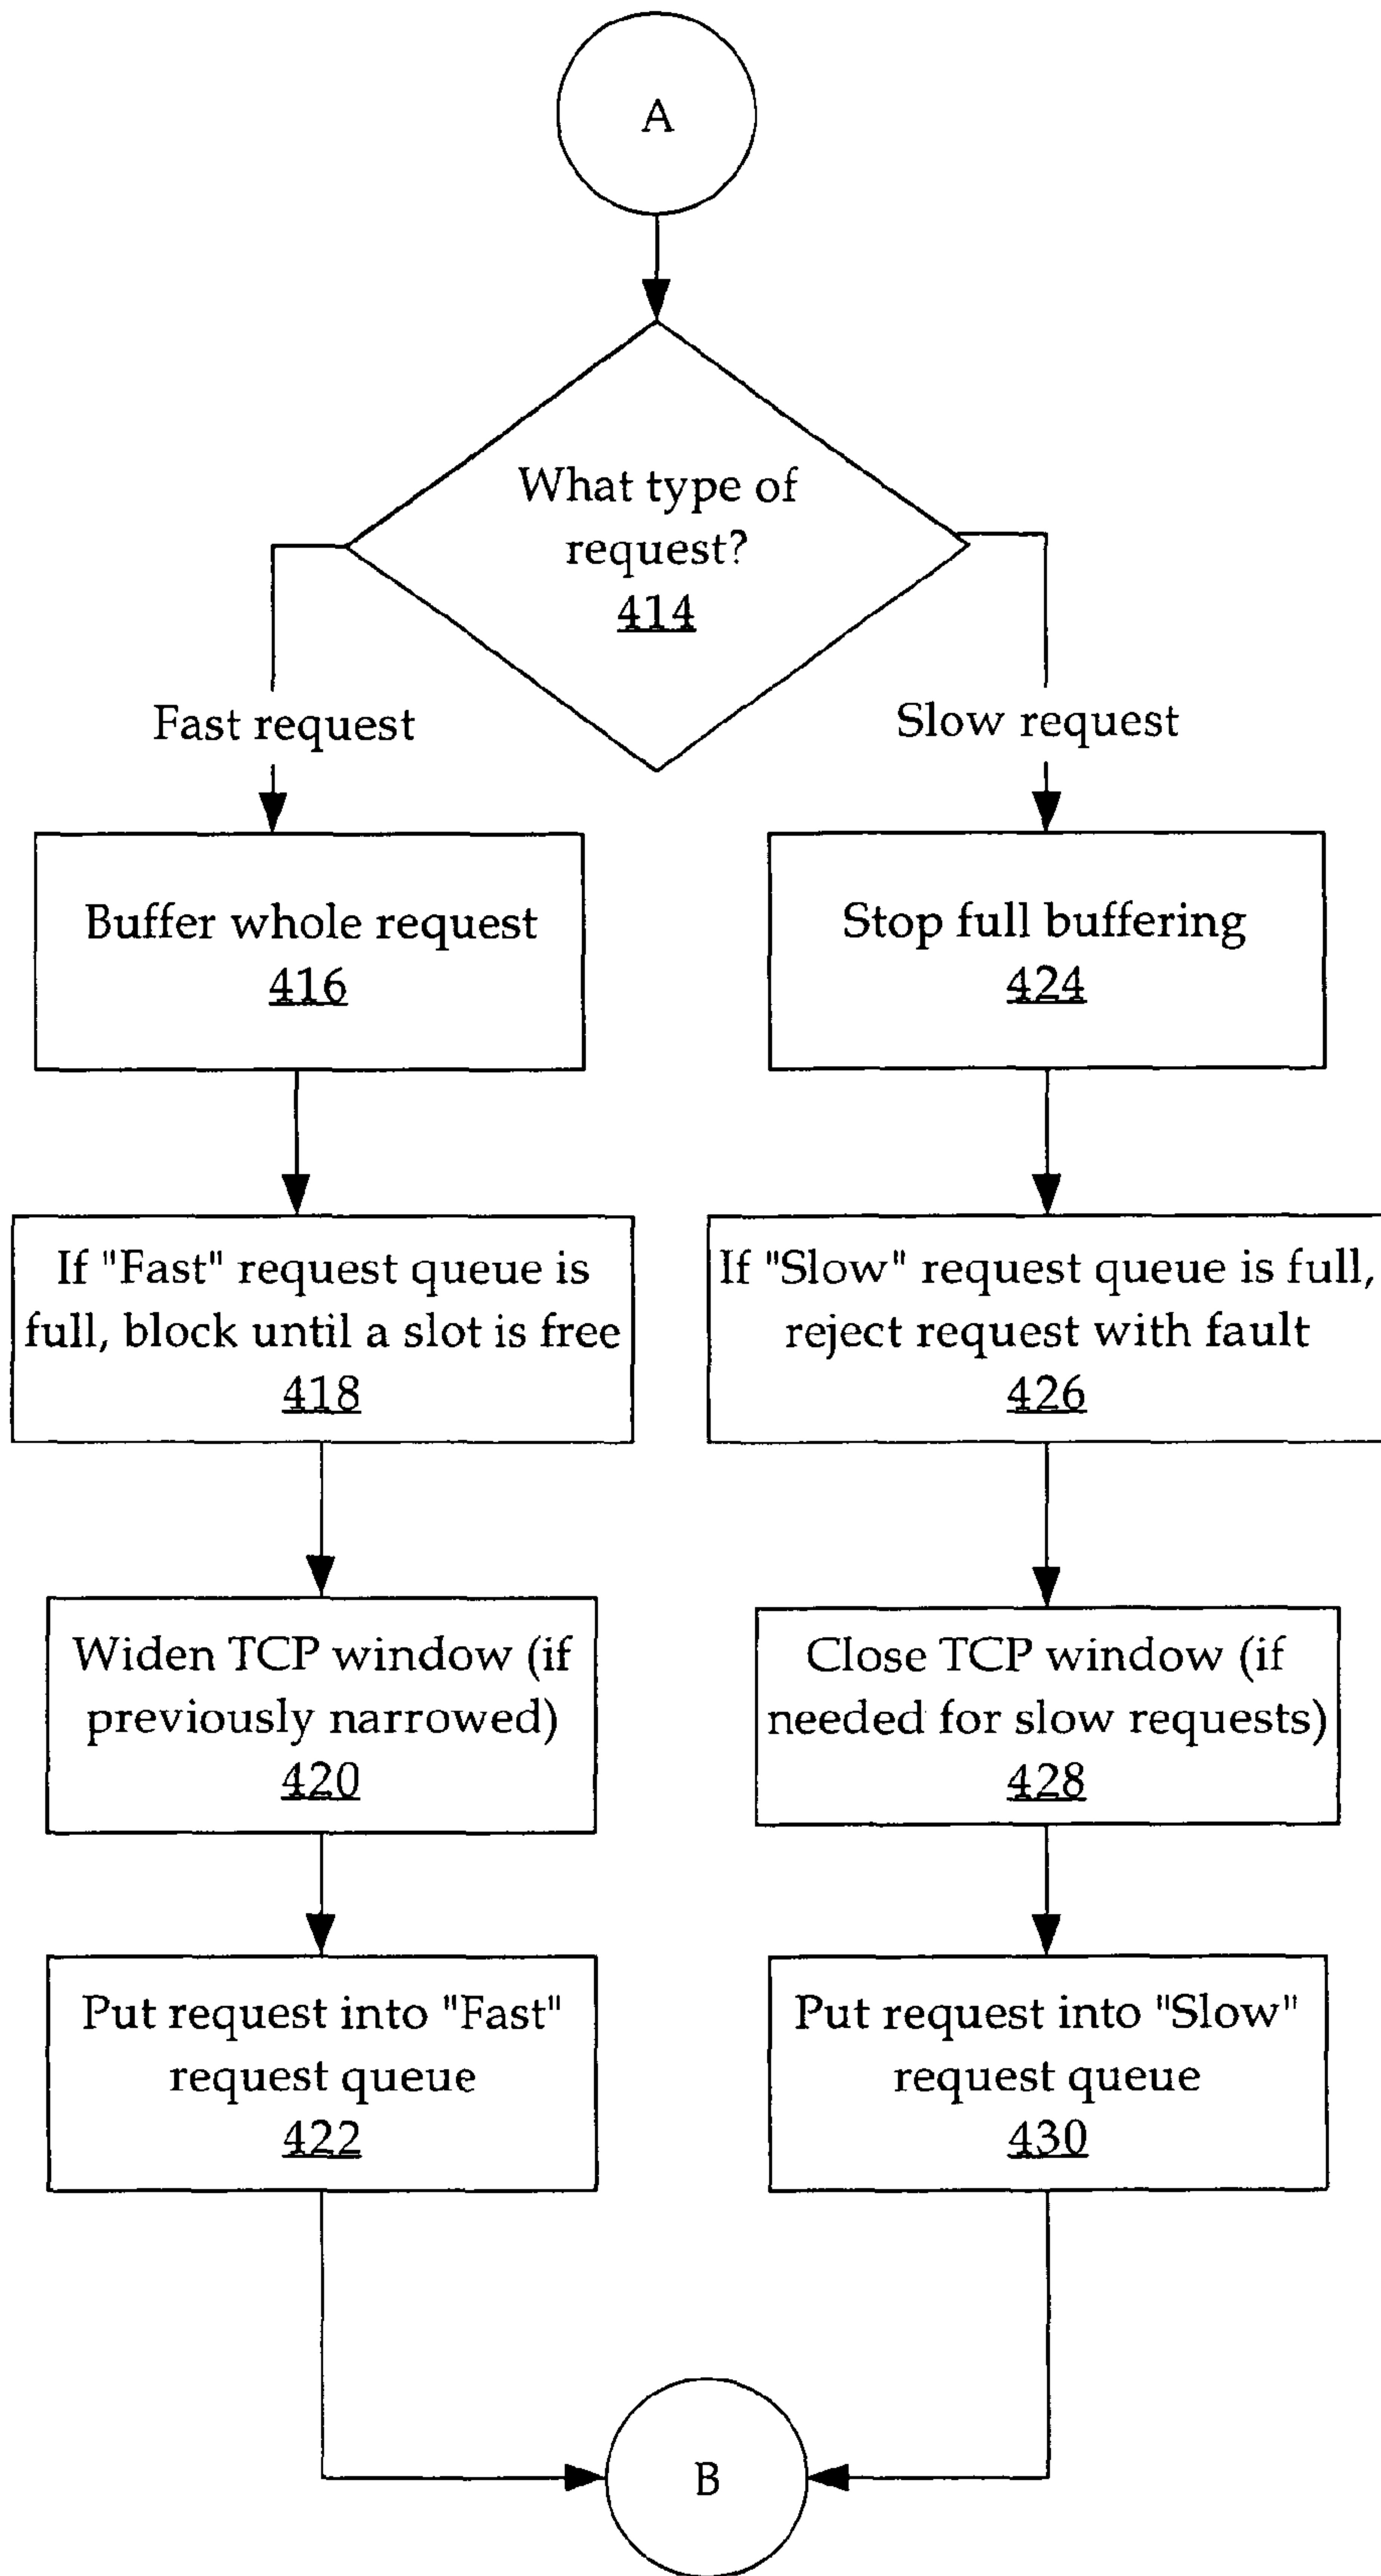 A
What type of
request?
414
Fast request
Slow request
Buffer whole request
416
Stop full buffering
424
If "Fast" request queue is
full, block until a slot is free
418
If "Slow" request queue is full,
reject request with fault
426
Widen TCP window (if
previously narrowed)
420
Close TCP window (if
needed for slow requests)
428
Put request into "Fast"
request queue
422
Put request into "Slow"
request queue
430
B